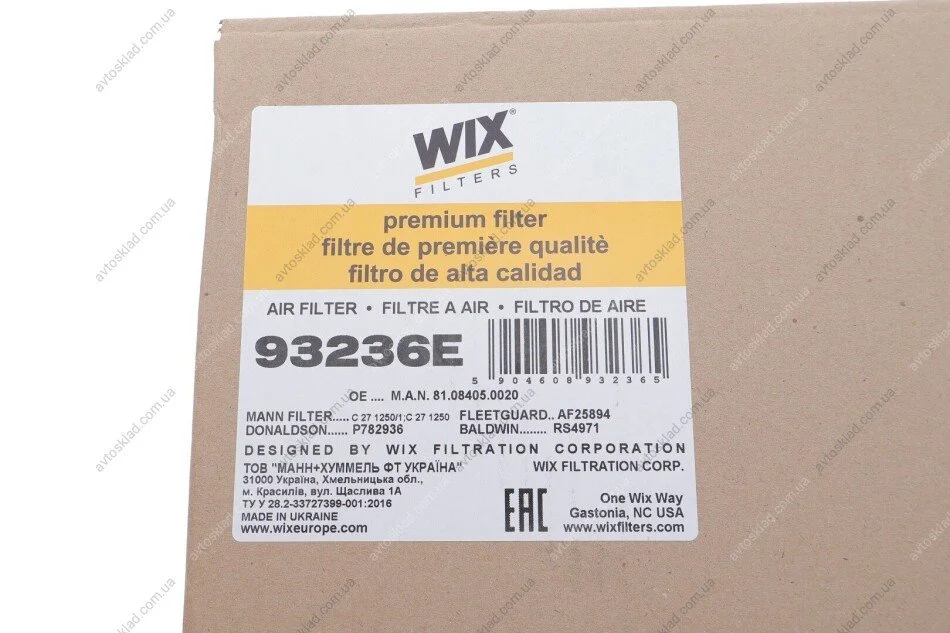 WIX®
FILTERS
premium filter
filtre de première qualitè
filtro de alta calidad
AIR FILTER • FILTRE A AIR • FILTRO DE AIRE
93236E
5 904608 932365
OE .... M.A.N. 81.08405.0020
MANN FILTER..... C 27 1250/1;C 27 1250 FLEETGUARD.. AF25894
DONALDSON...... P782936 BALDWIN........ RS4971
DESIGNED BY WIX FILTRATION CORPORATION
ТОВ "МАНН+ХУММЕЛЬ ФТ УКРАЇНА" WIX FILTRATION CORP.
31000 Україна, Хмельницька обл.,
м. Красилів, вул. Щаслива 1А
ТУ У 28.2-33727399-001:2016
MADE IN UKRAINE
www.wixeurope.com
EAC
One Wix Way
Gastonia, NC USA
www.wixfilters.com
avtosklad.com.ua